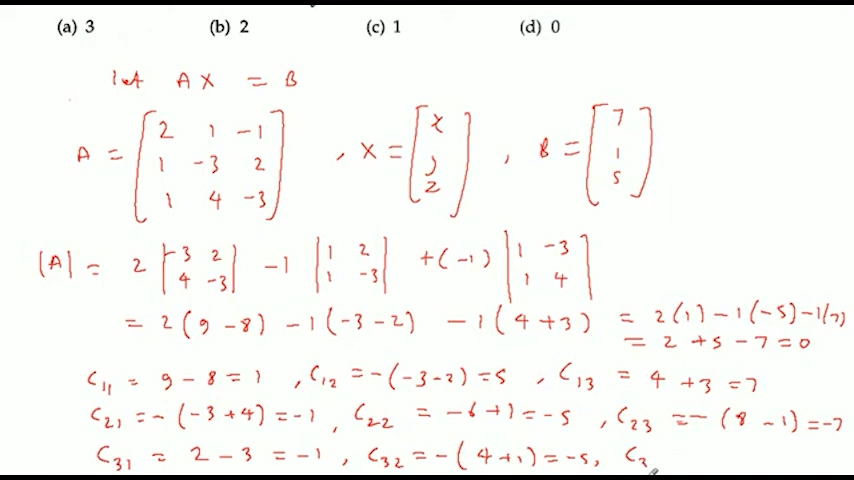 (a) 3 (b) 2 (c) 1 (d) 0
let AX = B
A = [2 1 -1; 1 -3 2; 1 4 -3], X = [x; y; z], B = [7; 1; 5]
|A| = 2 |-3 2; 4 -3| -1 |1 2; 1 -3| +(-1) |1 -3; 1 4|
= 2(9-8) -1(-3-2) -1(4+3) = 2(1)-1(-5)-1(7)
= 2+5-7=0
C11 = 9-8=1, C12 = -(-3-2)=5, C13 = 4+3=7
C21 = -(-3+4)=-1, C22 = -6+1=-5, C23 = -(8-1)=-7
C31 = 2-3=-1, C32 = -(4+1)=-5, C3